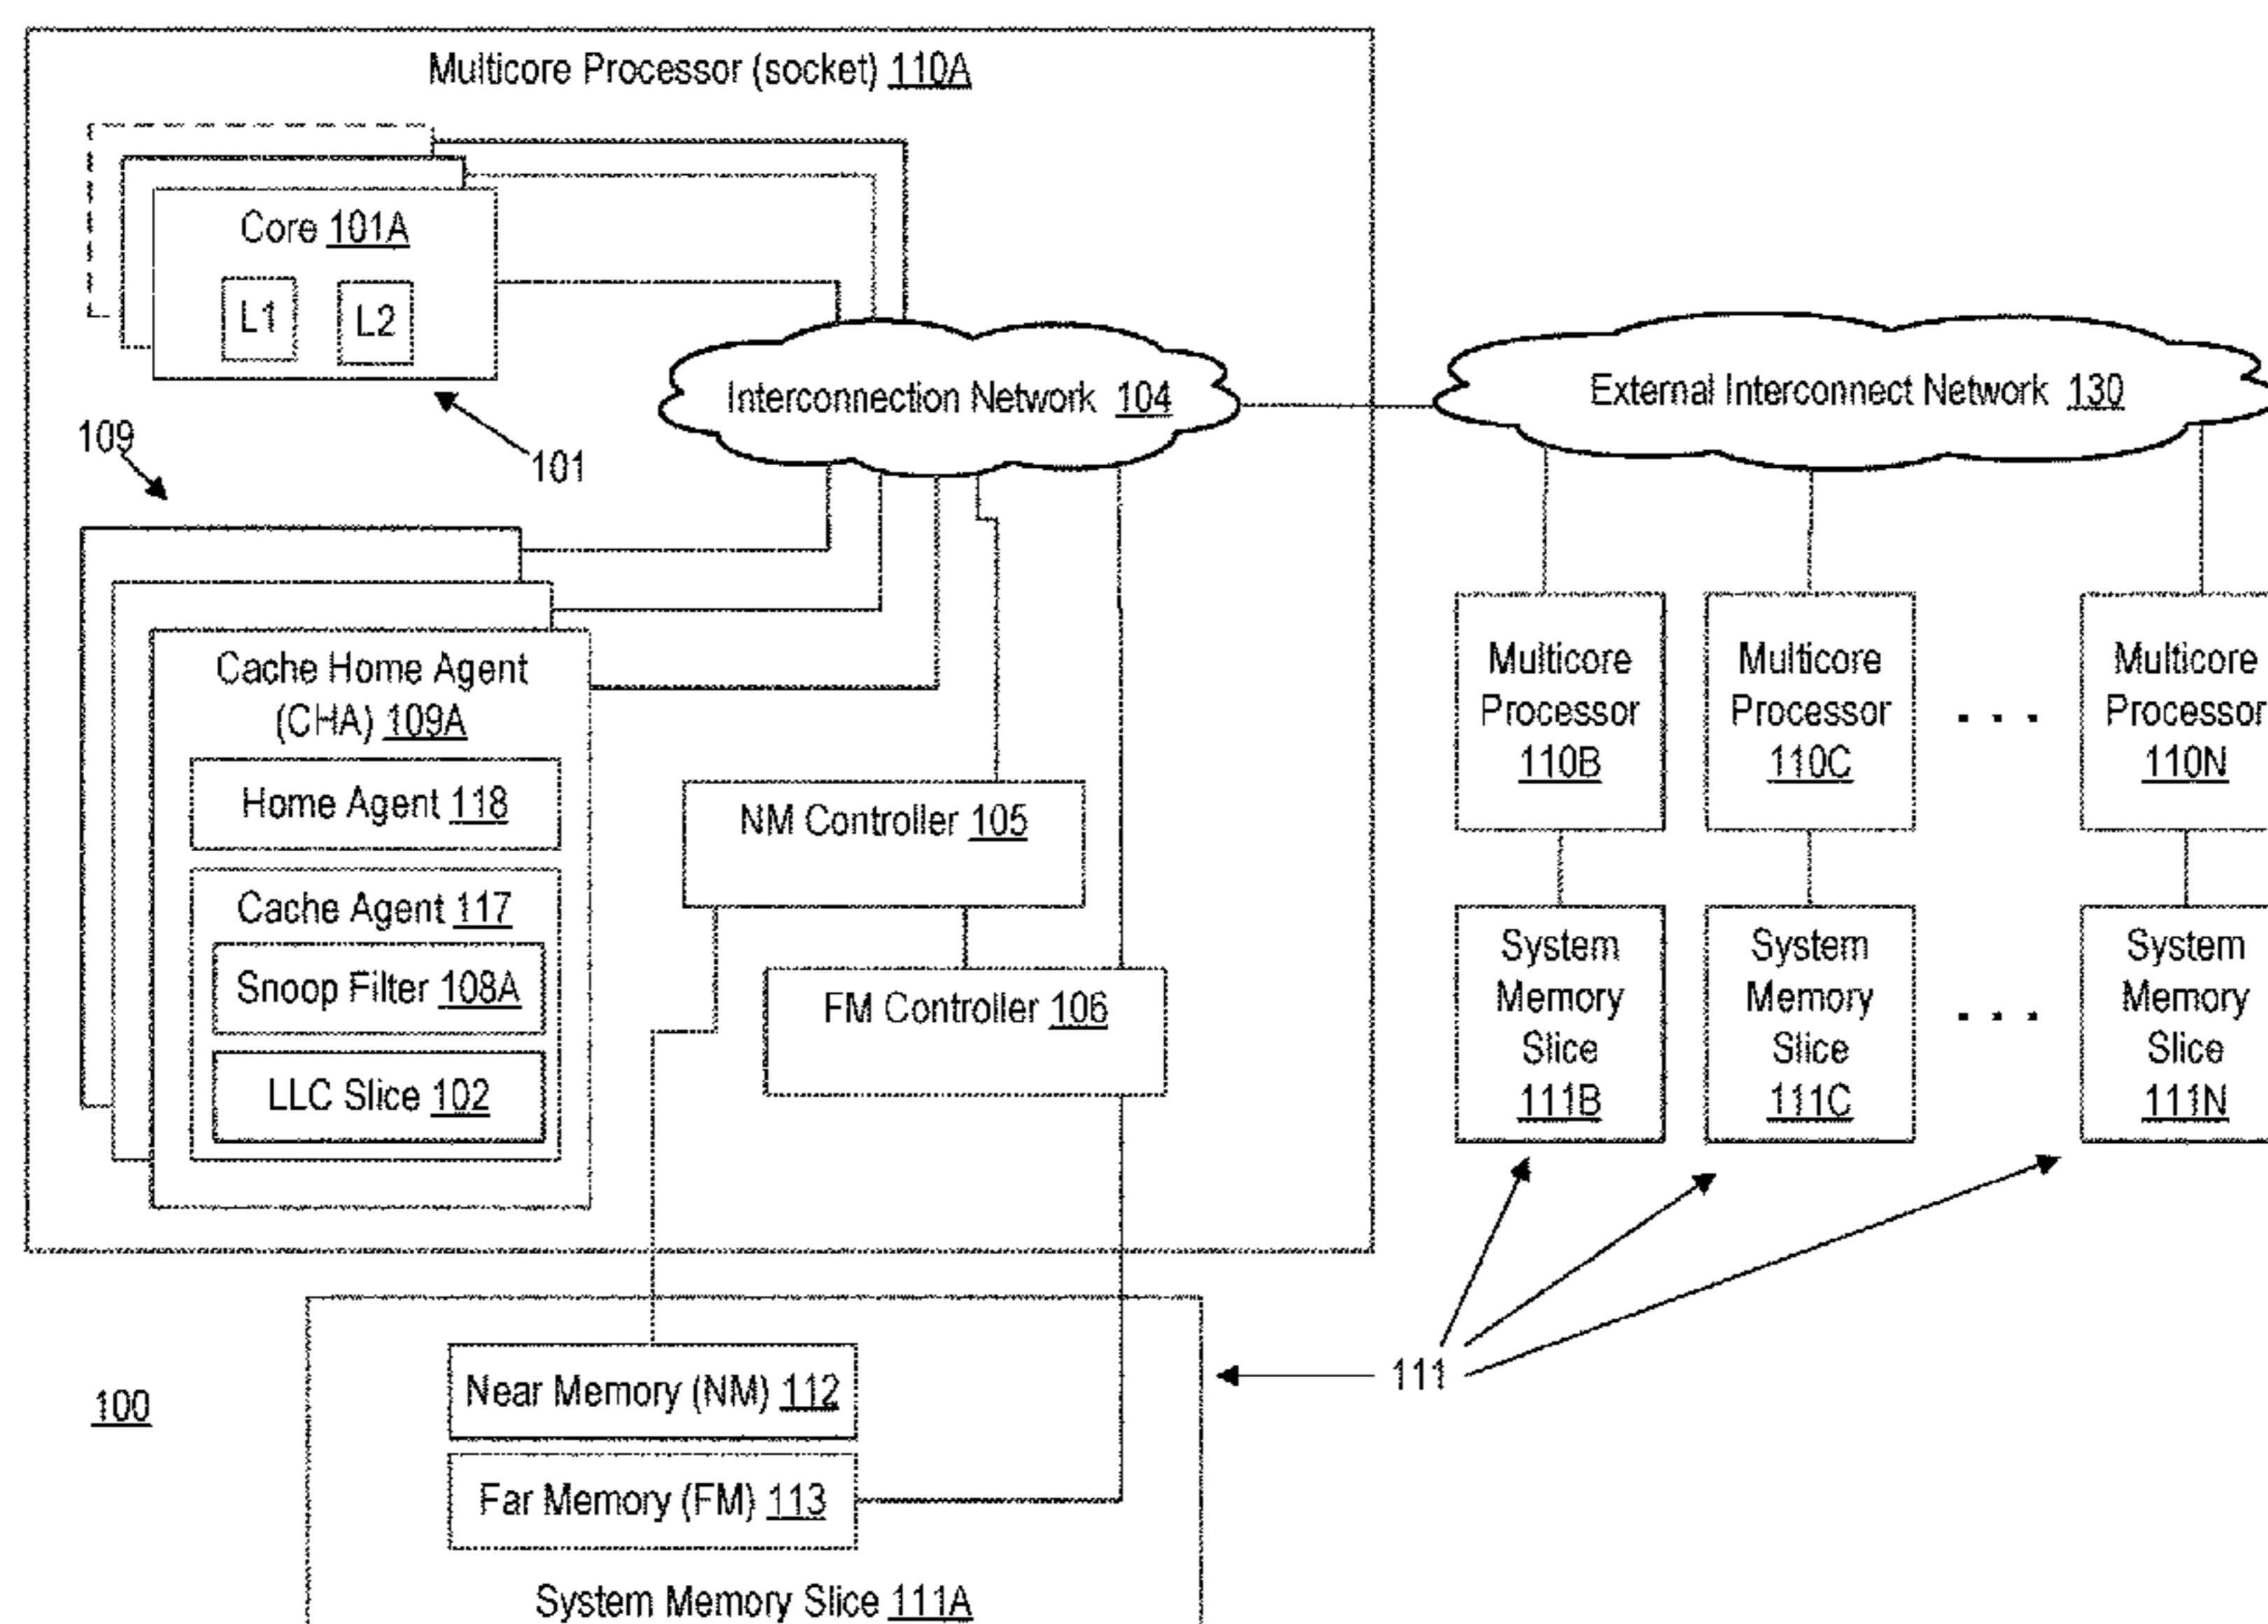 Multicore Processor (socket) 110A
Core 101A
L1
L2
Interconnection Network 104
External Interconnect Network 130
109
101
Cache Home Agent
(CHA) 109A
Home Agent 118
Cache Agent 117
Snoop Filter 108A
LLC Slice 102
NM Controller 105
FM Controller 106
Multicore
Processor
110B
Multicore
Processor
110C
. . .
Multicore
Processor
110N
System
Memory
Slice
111B
System
Memory
Slice
111C
. . .
System
Memory
Slice
111N
111
100
Near Memory (NM) 112
Far Memory (FM) 113
System Memory Slice 111A